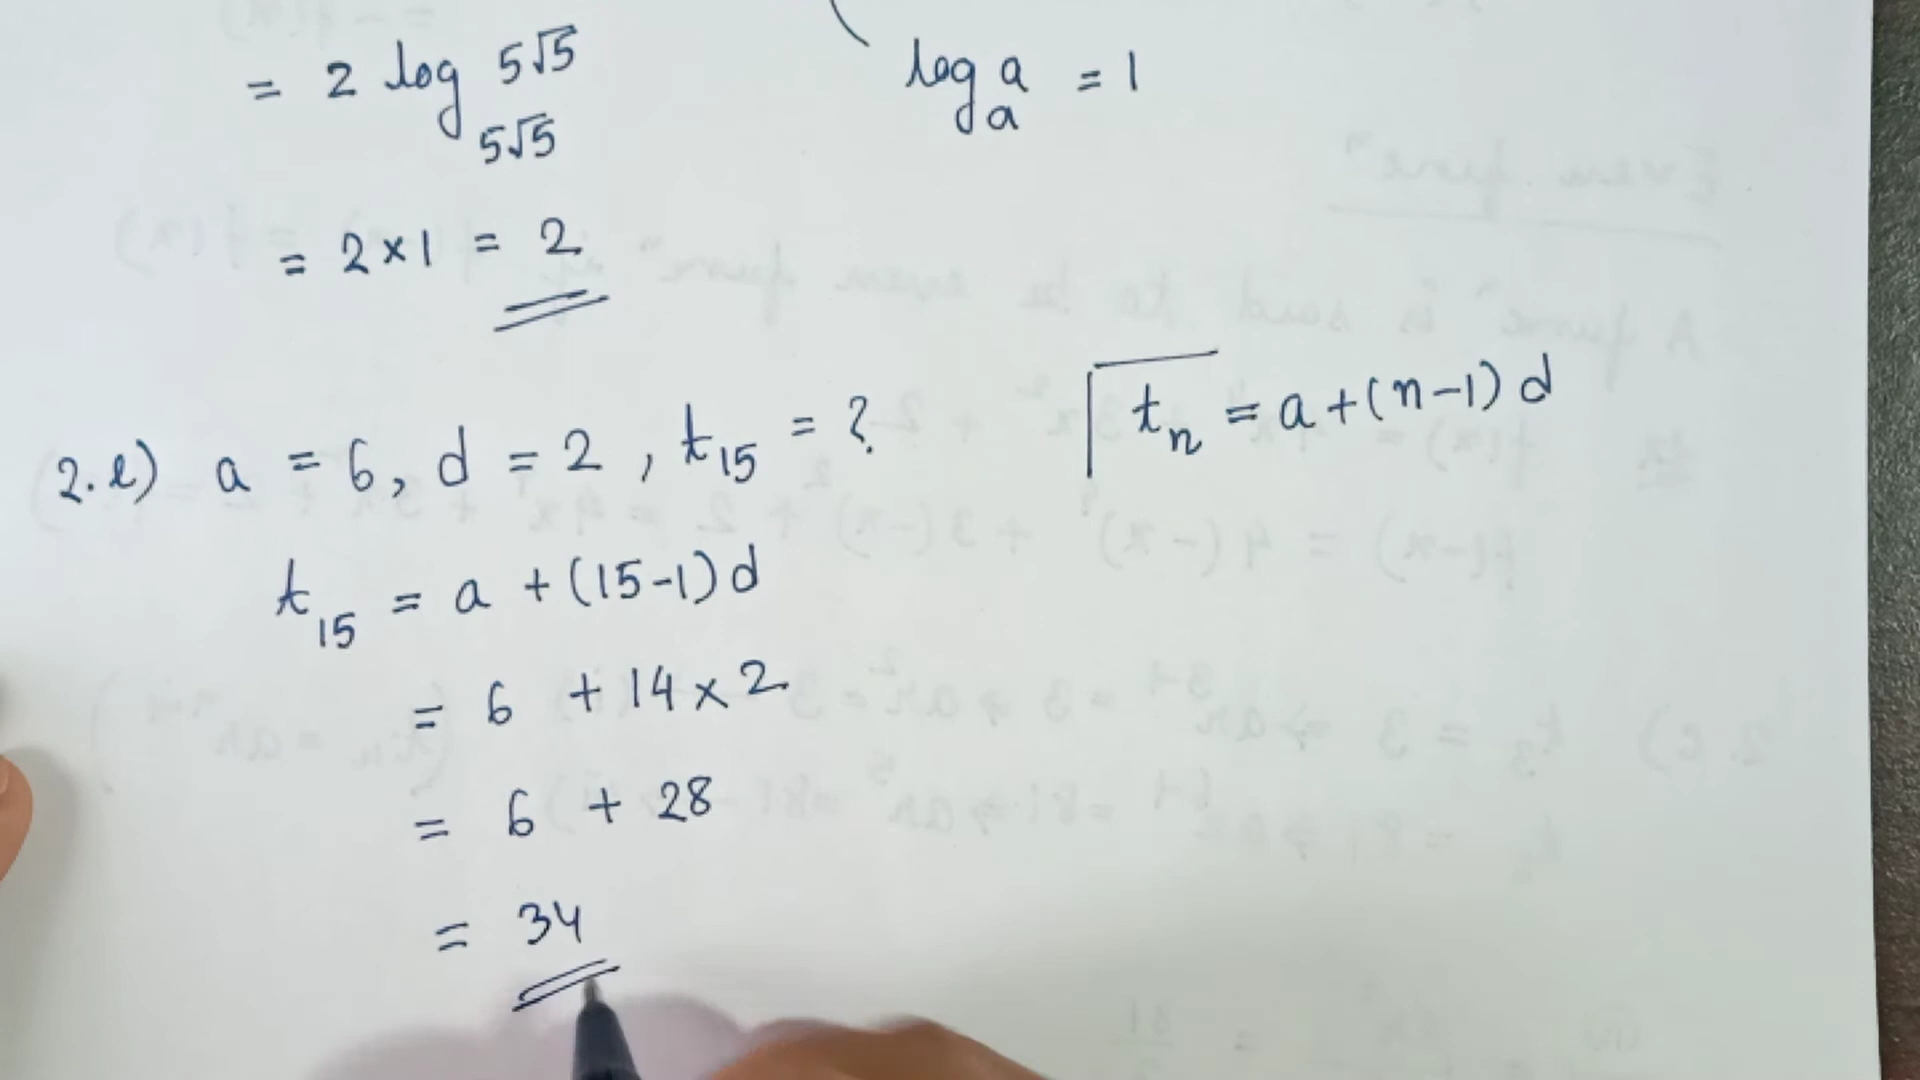 = 2 log 5√5 5√5
log a a = 1
= 2 × 1 = 2
2. e) a = 6, d = 2, t15 = ?
tn = a + (n-1) d
t15 = a + (15-1) d
= 6 + 14 × 2
= 6 + 28
= 34